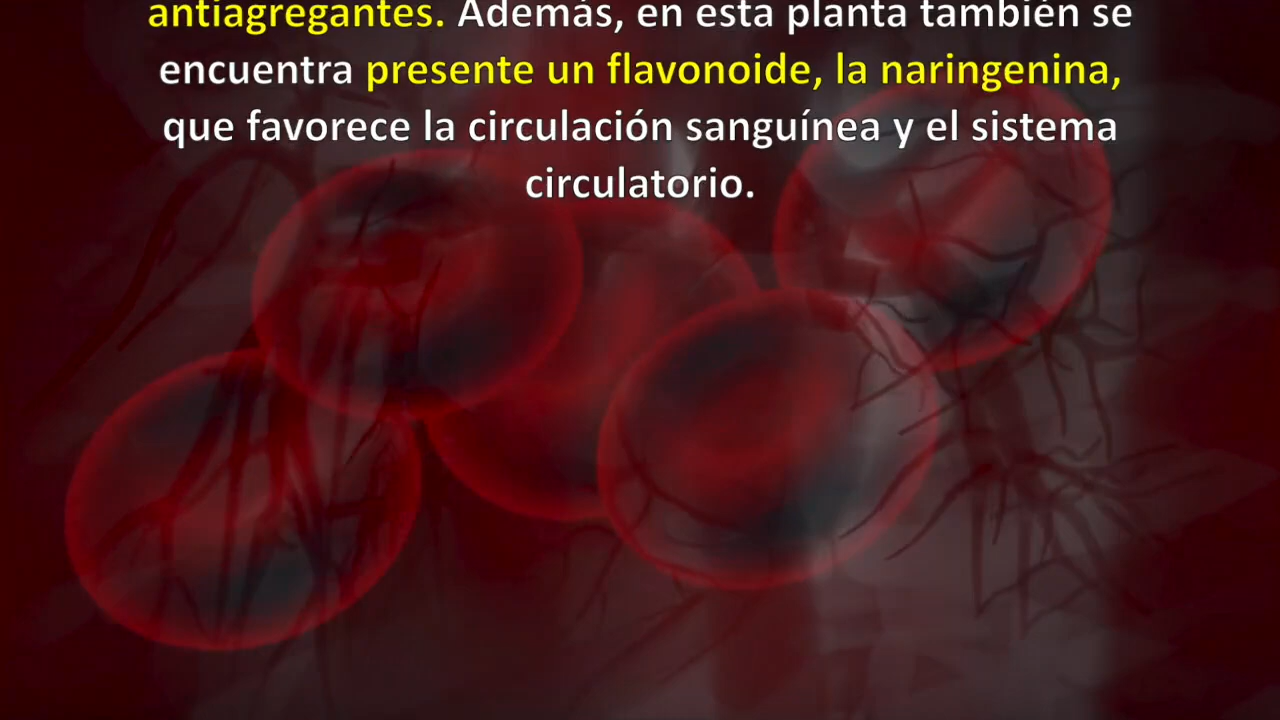 antiagregantes. Además, en esta planta también se
encuentra presente un flavonoide, la naringenina,
que favorece la circulación sanguínea y el sistema
circulatorio.